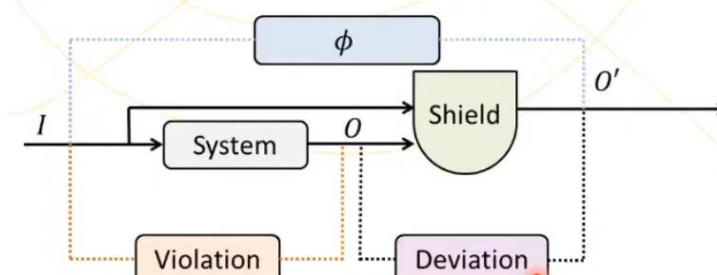 ϕ
O′
Shield
I
System
O
Violation
Deviation